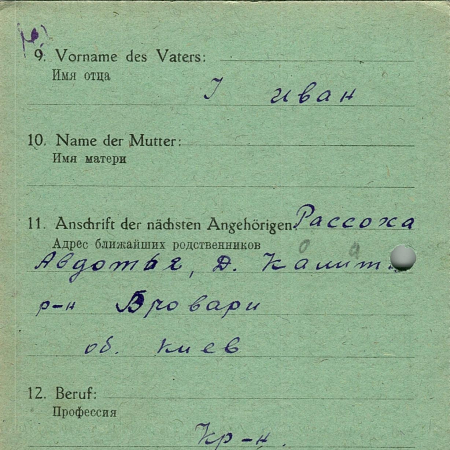 9. Vorname des Vaters:
Имя отца
Иван
10. Name der Mutter:
Имя матери
11. Anschrift der nächsten Angehörigen: Рассоха
Адрес ближайших родственников
Авдотья, Д. Калита
р-н Бровари
об. Киев
12. Beruf:
Профессия
Кр-н.